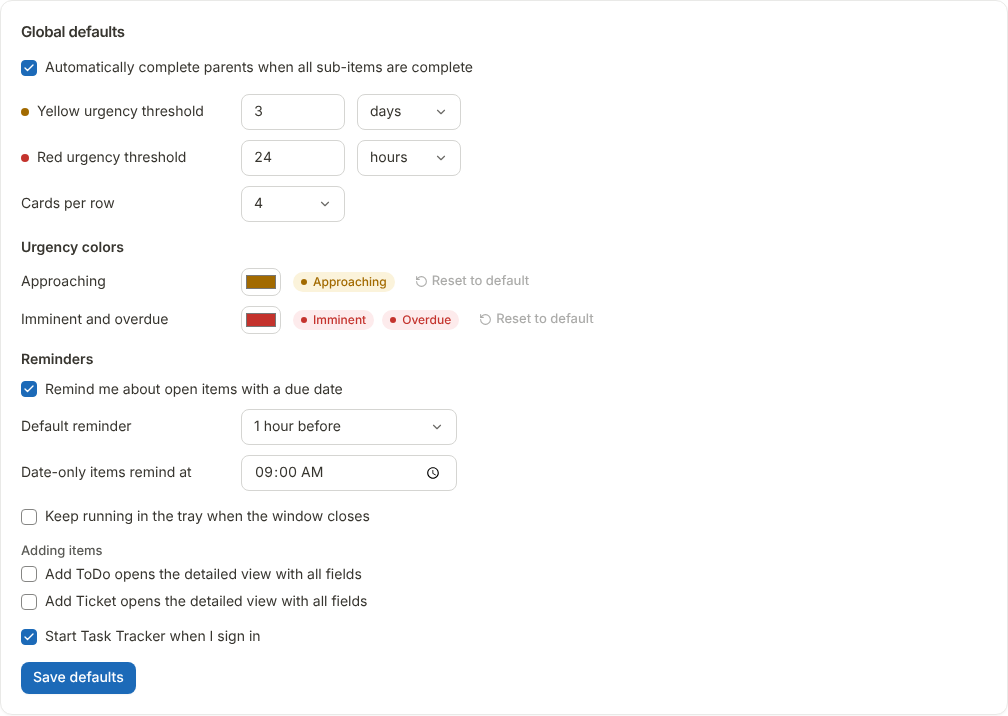 Global defaults
Automatically complete parents when all sub-items are complete
Yellow urgency threshold 3 days
Red urgency threshold 24 hours
Cards per row 4
Urgency colors
Approaching Approaching Reset to default
Imminent and overdue Imminent Overdue Reset to default
Reminders
Remind me about open items with a due date
Default reminder 1 hour before
Date-only items remind at 09:00 AM
Keep running in the tray when the window closes
Adding items
Add ToDo opens the detailed view with all fields
Add Ticket opens the detailed view with all fields
Start Task Tracker when I sign in
Save defaults